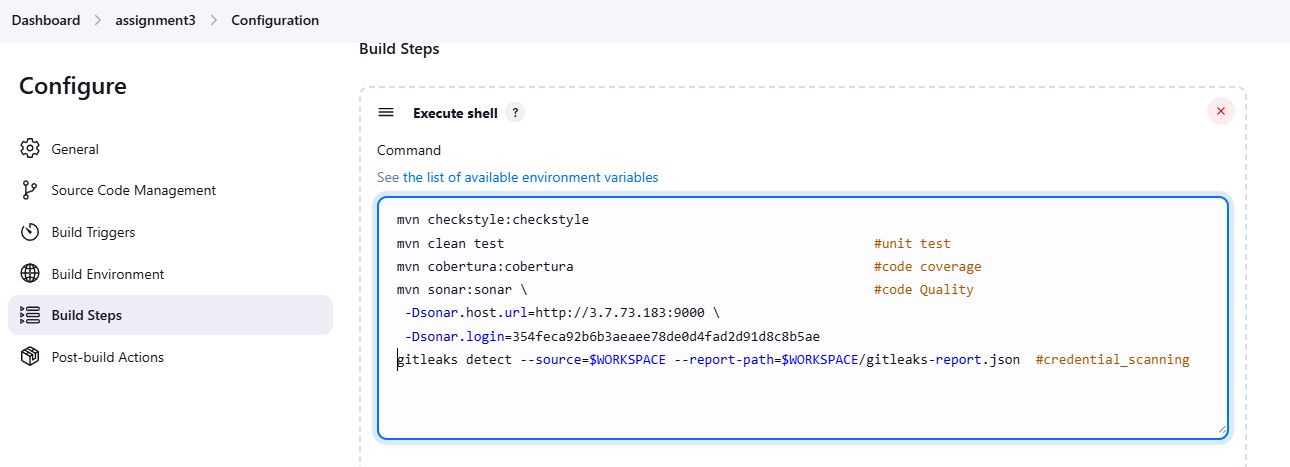 Dashboard > assignment3 > Configuration
Build Steps
Configure
General
Source Code Management
Build Triggers
Build Environment
Build Steps
Post-build Actions
Execute shell ?
Command
See the list of available environment variables
mvn checkstyle:checkstyle
mvn clean test #unit test
mvn cobertura:cobertura #code coverage
mvn sonar:sonar \ #code Quality
-Dsonar.host.url=http://3.7.73.183:9000 \
-Dsonar.login=354feca92b6b3aeaee78de0d4fad2d91d8c8b5ae
gitleaks detect --source=$WORKSPACE --report-path=$WORKSPACE/gitleaks-report.json #credential_scanning